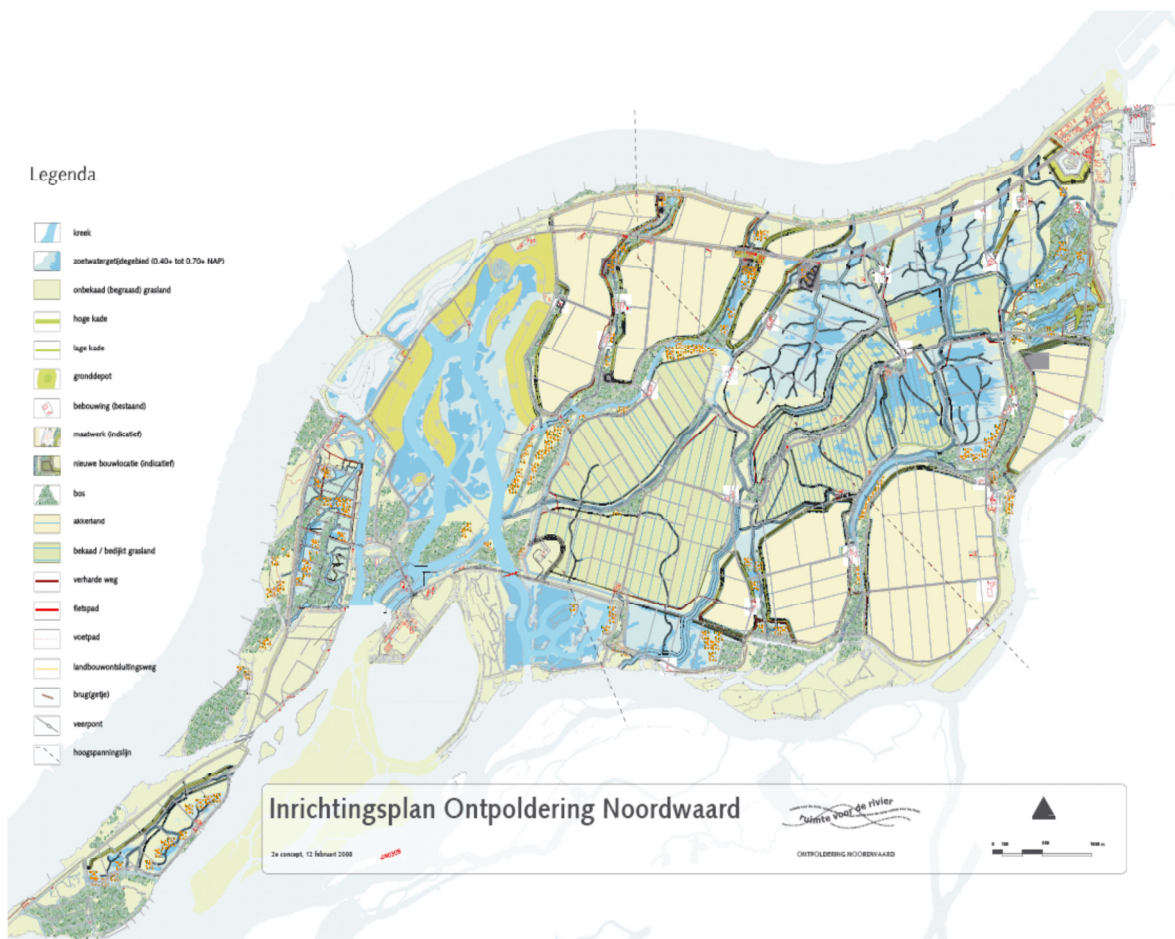 Legenda
kreek
zoetwatergetijdegebied (0.40+ tot 0.70+ NAP)
onbekaad (begraasd) grasland
hoge kade
lage kade
gronddepot
bebouwing (bestaand)
maatwerk (indicatief)
nieuwe bouwlocatie (indicatief)
bos
akkerland
bekaad / bedijkt grasland
verharde weg
fietspad
voetpad
landbouwontsluitingsweg
brug(getje)
veerpont
hoogspanningslijn
Inrichtingsplan Ontpoldering Noordwaard
ruimte voor de rivier
2e concept, 12 februari 2008
ONTPOLDERING NOORDWAARD